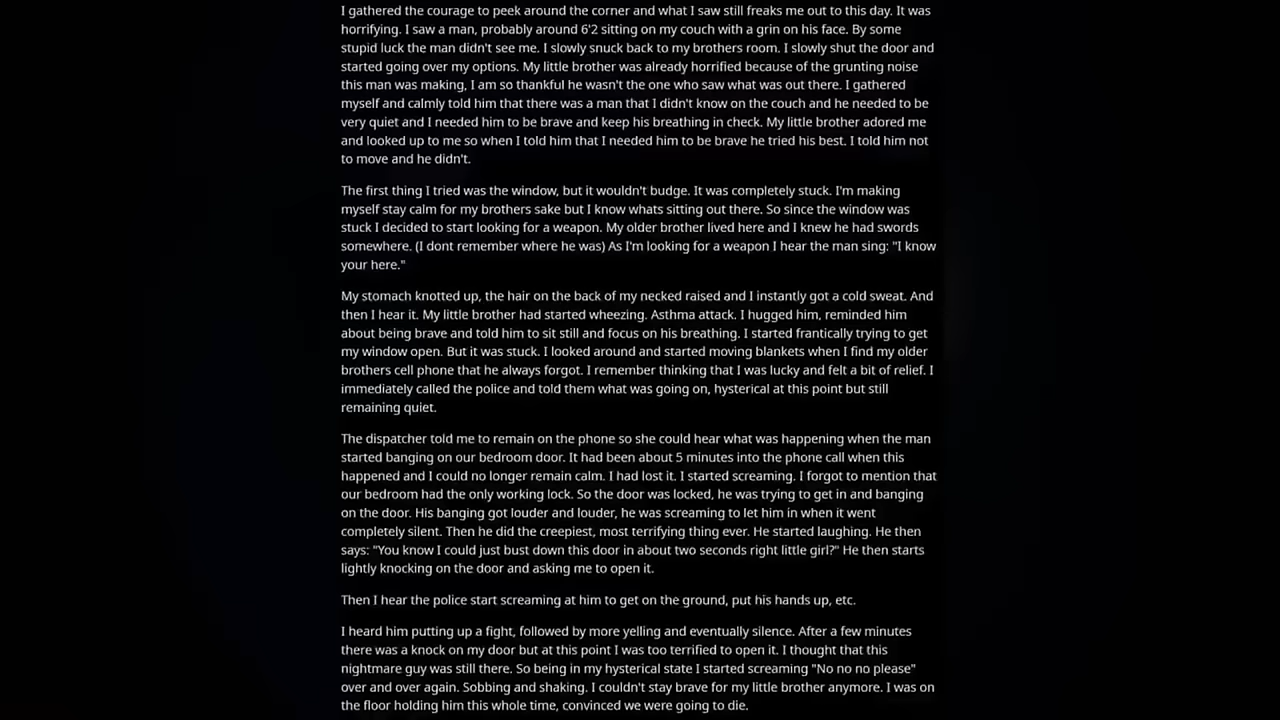 I gathered the courage to peek around the corner and what I saw still freaks me out to this day. It was
horrifying. I saw a man, probably around 6'2 sitting on my couch with a grin on his face. By some
stupid luck the man didn't see me. I slowly snuck back to my brothers room. I slowly shut the door and
started going over my options. My little brother was already horrified because of the grunting noise
this man was making, I am so thankful he wasn't the one who saw what was out there. I gathered
myself and calmly told him that there was a man that I didn't know on the couch and he needed to be
very quiet and I needed him to be brave and keep his breathing in check. My little brother adored me
and looked up to me so when I told him that I needed him to be brave he tried his best. I told him not
to move and he didn't.
The first thing I tried was the window, but it wouldn't budge. It was completely stuck. I'm making
myself stay calm for my brothers sake but I know whats sitting out there. So since the window was
stuck I decided to start looking for a weapon. My older brother lived here and I knew he had swords
somewhere. (I dont remember where he was) As I'm looking for a weapon I hear the man sing: "I know
your here."
My stomach knotted up, the hair on the back of my necked raised and I instantly got a cold sweat. And
then I hear it. My little brother had started wheezing. Asthma attack. I hugged him, reminded him
about being brave and told him to sit still and focus on his breathing. I started frantically trying to get
my window open. But it was stuck. I looked around and started moving blankets when I find my older
brothers cell phone that he always forgot. I remember thinking that I was lucky and felt a bit of relief. I
immediately called the police and told them what was going on, hysterical at this point but still
remaining quiet.
The dispatcher told me to remain on the phone so she could hear what was happening when the man
started banging on our bedroom door. It had been about 5 minutes into the phone call when this
happened and I could no longer remain calm. I had lost it. I started screaming. I forgot to mention that
our bedroom had the only working lock. So the door was locked, he was trying to get in and banging
on the door. His banging got louder and louder, he was screaming to let him in when it went
completely silent. Then he did the creepiest, most terrifying thing ever. He started laughing. He then
says: "You know I could just bust down this door in about two seconds right little girl?" He then starts
lightly knocking on the door and asking me to open it.
Then I hear the police start screaming at him to get on the ground, put his hands up, etc.
I heard him putting up a fight, followed by more yelling and eventually silence. After a few minutes
there was a knock on my door but at this point I was too terrified to open it. I thought that this
nightmare guy was still there. So being in my hysterical state I started screaming "No no no please"
over and over again. Sobbing and shaking. I couldn't stay brave for my little brother anymore. I was on
the floor holding him this whole time, convinced we were going to die.